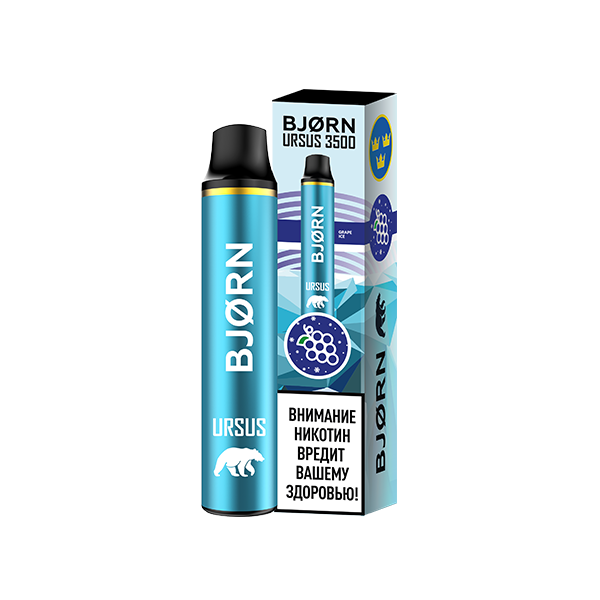 BJØRN
URSUS
BJØRN
URSUS 3500
GRAPE
ICE
BJØRN
URSUS
ВНИМАНИЕ
НИКОТИН
ВРЕДИТ
ВАШЕМУ
ЗДОРОВЬЮ!
BJØRN